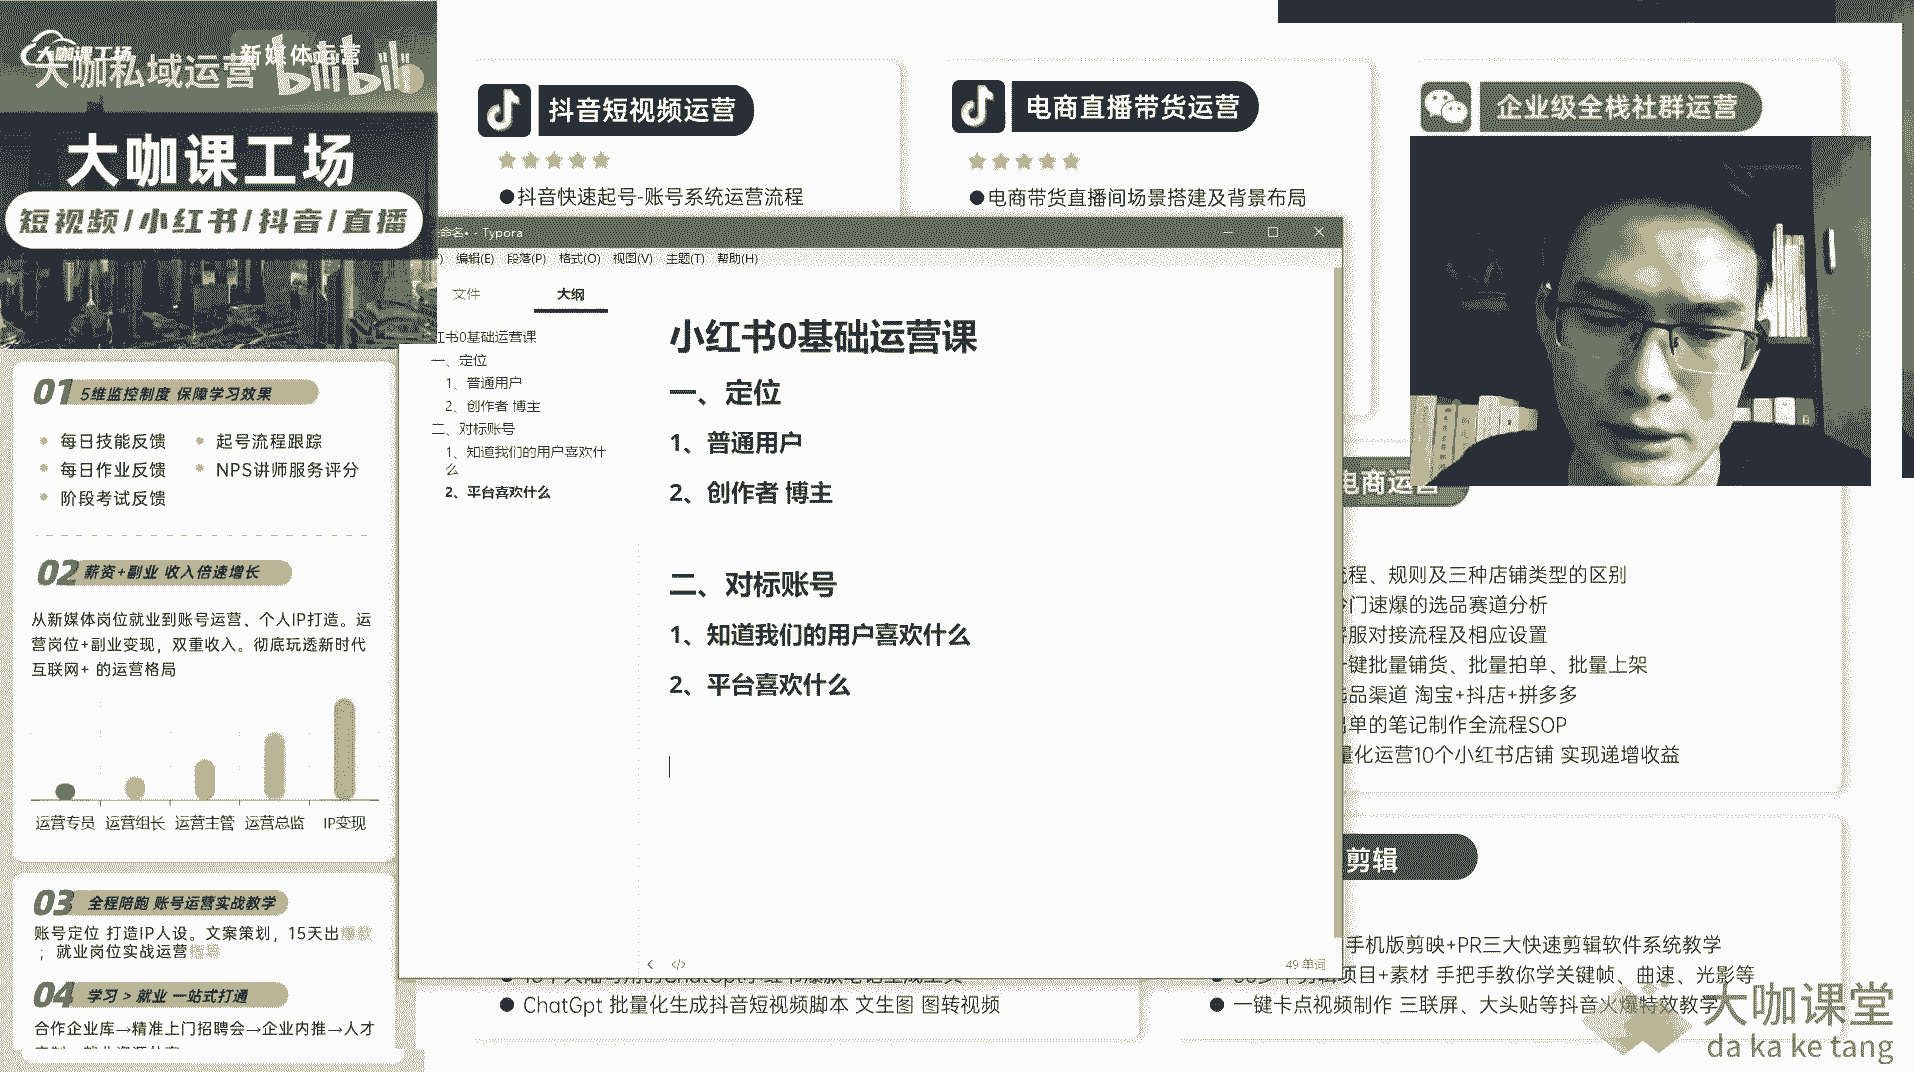 大咖课工场
大咖私域运营
新媒体运营
bilibili
大咖课工场
短视频/小红书/抖音/直播
01 5维监控制度 保障学习效果
每日技能反馈
起号流程跟踪
每日作业反馈
NPS讲师服务评分
阶段考试反馈
02 薪资+副业 收入倍速增长
从新媒体岗位就业到账号运营、个人IP打造。运
营岗位+副业变现，双重收入。彻底玩透新时代
互联网+ 的运营格局
运营专员 运营组长 运营主管 运营总监 IP变现
03 全程陪跑 账号运营实战教学
账号定位 打造IP人设。文案策划，15天出爆款
；就业岗位实战运营
04 学习 > 就业 一站式打通
合作企业库→精准上门招聘会→企业内推→人才
抖音短视频运营
●抖音快速起号-账号系统运营流程
电商直播带货运营
●电商带货直播间场景搭建及背景布局
企业级全栈社群运营
命名• - Typora
编辑(E) 段落(P) 格式(O) 视图(V) 主题(T) 帮助(H)
文件
大纲
红书0基础运营课
一、定位
1、普通用户
2、创作者 博主
二、对标账号
1、知道我们的用户喜欢什
么
2、平台喜欢什么
小红书0基础运营课
一、定位
1、普通用户
2、创作者 博主
二、对标账号
1、知道我们的用户喜欢什么
2、平台喜欢什么
49 单词
电商运营
流程、规则及三种店铺类型的区别
冷门速爆的选品赛道分析
客服对接流程及相应设置
一键批量铺货、批量拍单、批量上架
选品渠道 淘宝+抖店+拼多多
出单的笔记制作全流程SOP
量化运营10个小红书店铺 实现递增收益
● ChatGpt 批量化生成抖音短视频脚本 文生图 图转视频
剪辑
手机版剪映+PR三大快速剪辑软件系统教学
剪辑项目+素材 手把手教你学关键帧、曲速、光影等
● 一键卡点视频制作 三联屏、大头贴等抖音火爆特效教学
大咖课堂
da ka ke tang